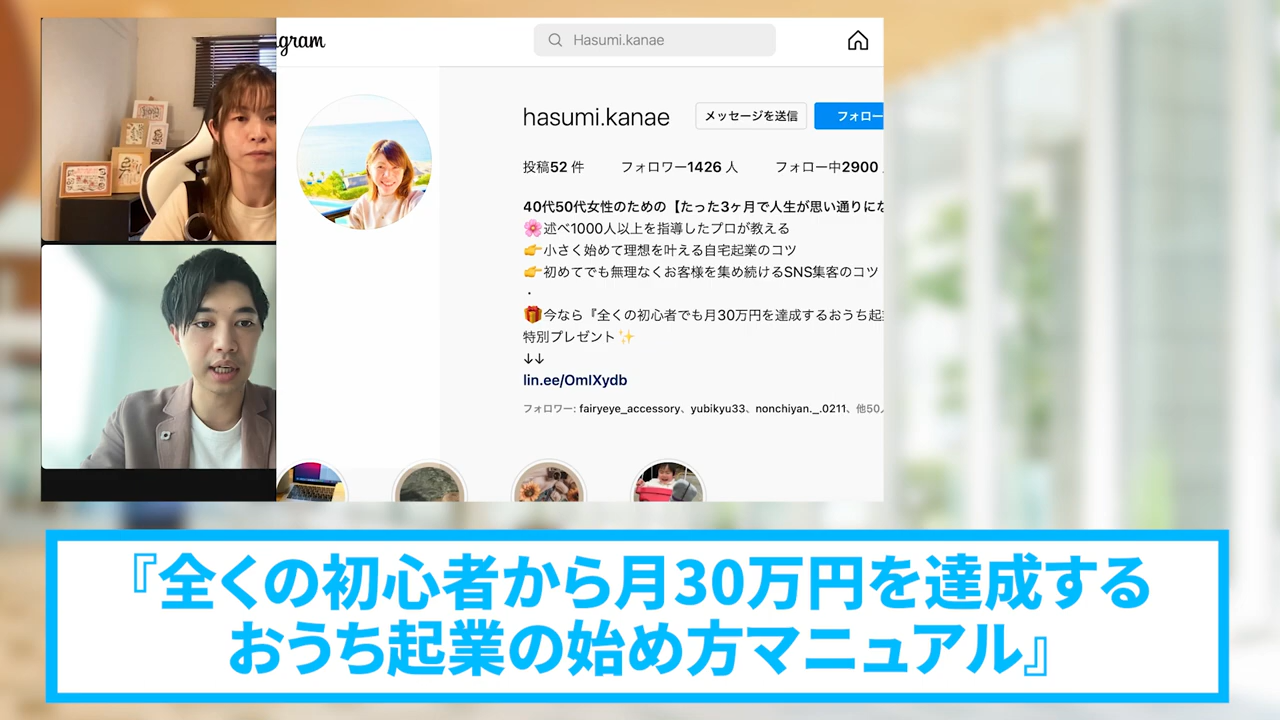 gram
Hasumi.kanae
hasumi.kanae
メッセージを送信
フォロー
投稿52 件 フォロワー1426 人 フォロー中2900
40代50代女性のための【たった3ヶ月で人生が思い通りにな
🌸述べ1000人以上を指導したプロが教える
👉小さく始めて理想を叶える自宅起業のコツ
👉初めてでも無理なくお客様を集め続けるSNS集客のコツ
.
🎁今なら『全くの初心者でも月30万円を達成するおうち起業
特別プレゼント✨
↓↓
lin.ee/OmIXydb
フォロワー: fairyeye_accessory、yubikyu33、nonchiyan._.0211、他50人
『全くの初心者から月30万円を達成する
おうち起業の始め方マニュアル』